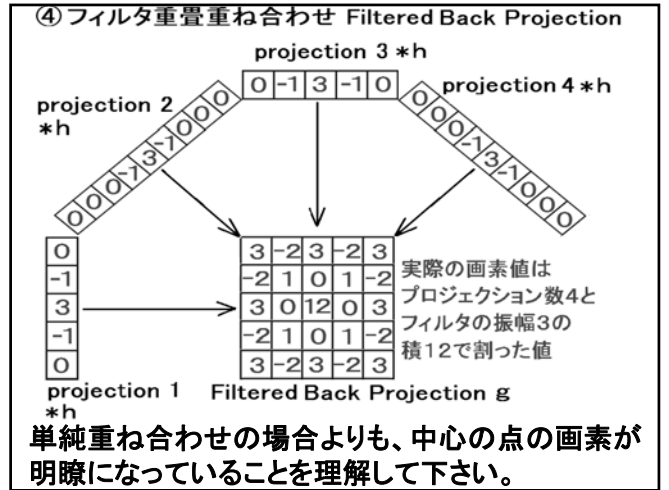 ④フィルタ重畳重ね合わせ Filtered Back Projection
projection 3 *h
0 -1 3 -1 0
projection 2
*h
0 0 0 -1 3 -1 0 0 0
projection 4 *h
0 0 0 -1 3 -1 0 0 0
0
-1
3
-1
0
projection 1
*h
3 -2 3 -2 3
-2 1 0 1 -2
3 0 12 0 3
-2 1 0 1 -2
3 -2 3 -2 3
Filtered Back Projection g
実際の画素値は
プロジェクション数4と
フィルタの振幅3の
積12で割った値
単純重ね合わせの場合よりも、中心の点の画素が
明瞭になっていることを理解して下さい。